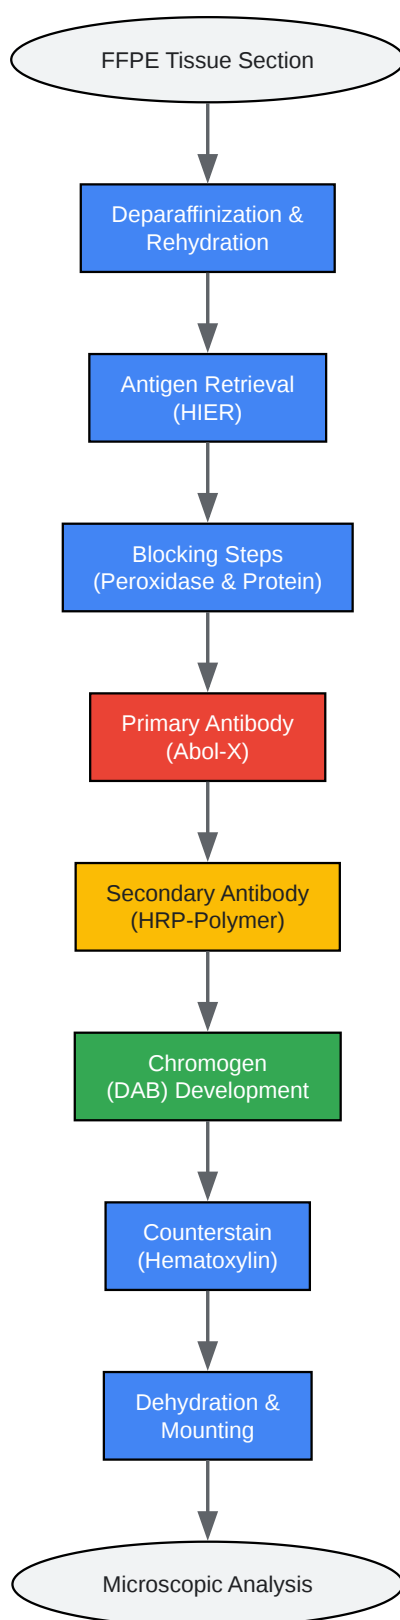 FFPE Tissue Section
Deparaffinization &
Rehydration
Antigen Retrieval
(HIER)
Blocking Steps
(Peroxidase & Protein)
Primary Antibody
(Abol-X)
Secondary Antibody
(HRP-Polymer)
Chromogen
(DAB) Development
Counterstain
(Hematoxylin)
Dehydration &
Mounting
Microscopic Analysis